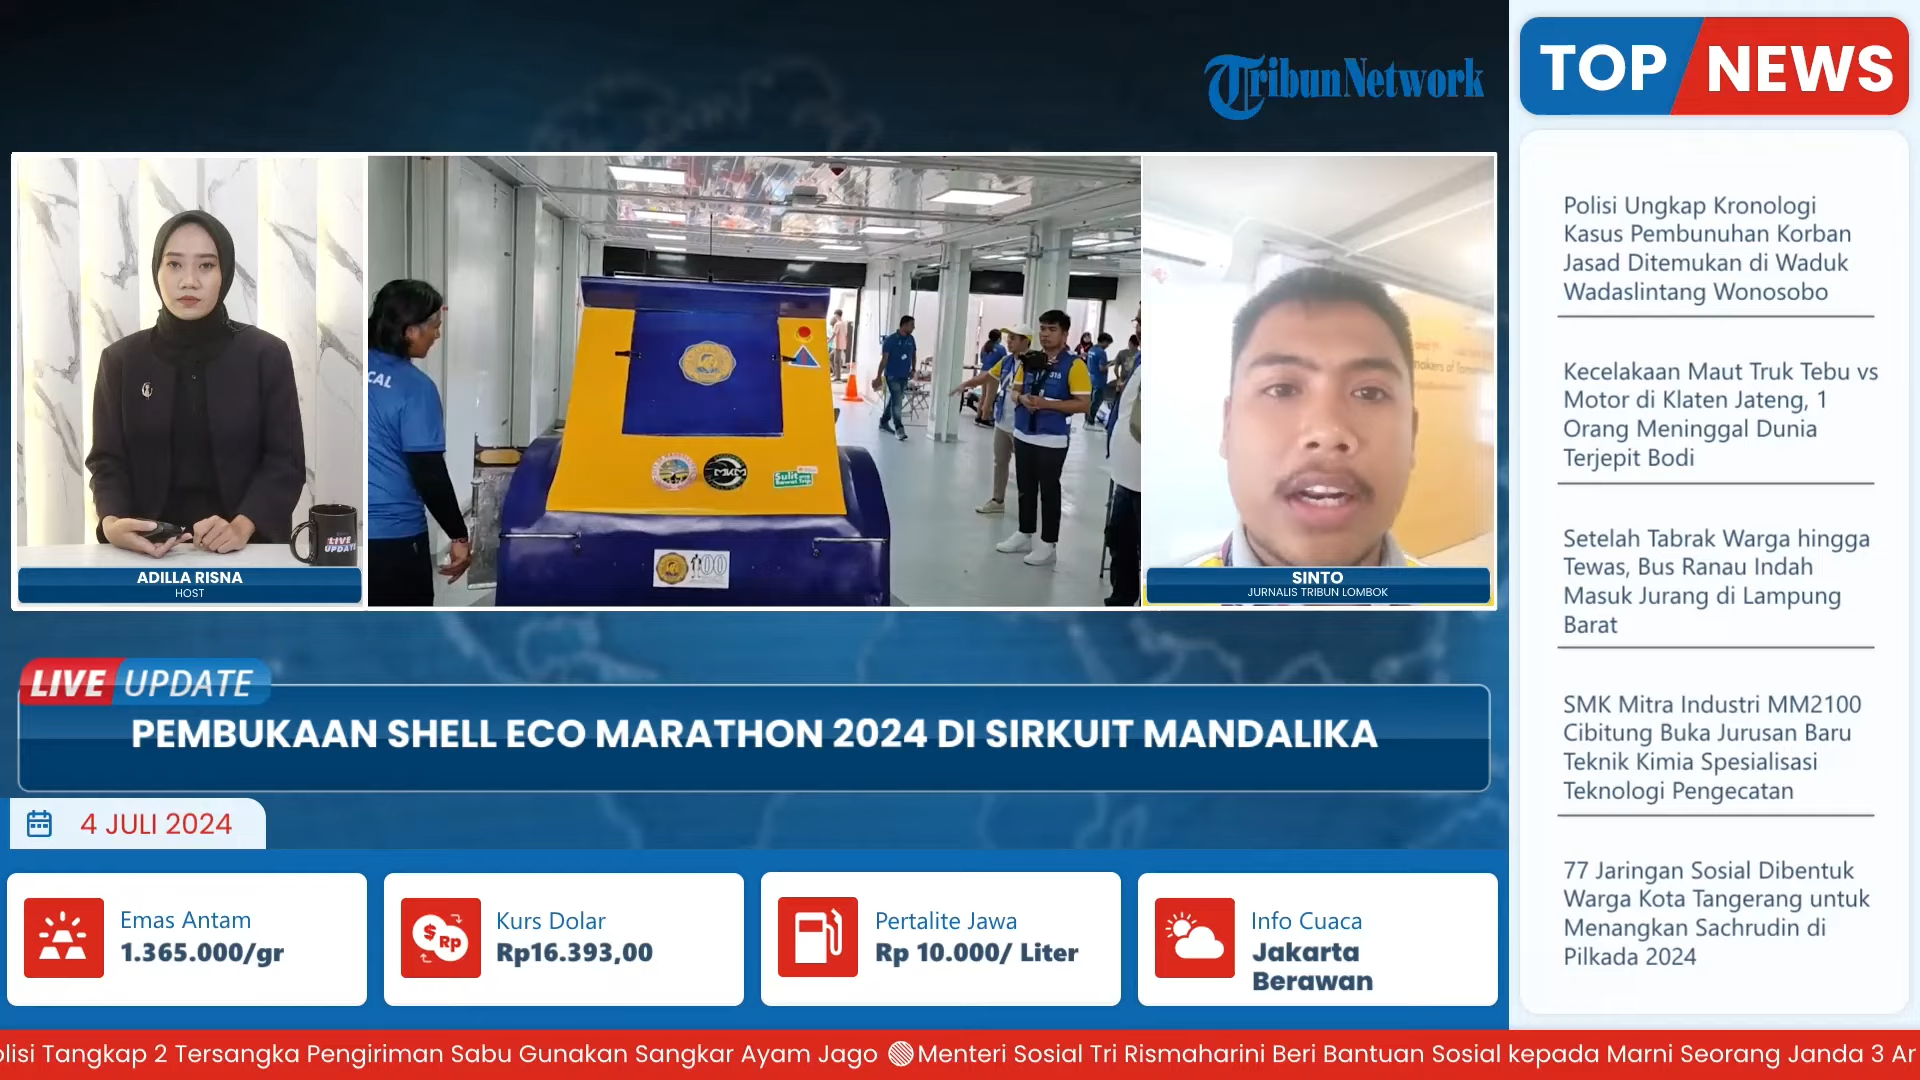 TribunNetwork
TOP NEWS
CAL
315
MKM
Sulit
100
LIVE
UPDATE
ADILLA RISNA
HOST
SINTO
JURNALIS TRIBUN LOMBOK
LIVE UPDATE
PEMBUKAAN SHELL ECO MARATHON 2024 DI SIRKUIT MANDALIKA
4 JULI 2024
Emas Antam
1.365.000/gr
Kurs Dolar
Rp16.393,00
Pertalite Jawa
Rp 10.000/ Liter
Info Cuaca
Jakarta
Berawan
Polisi Ungkap Kronologi
Kasus Pembunuhan Korban
Jasad Ditemukan di Waduk
Wadaslintang Wonosobo
Kecelakaan Maut Truk Tebu vs
Motor di Klaten Jateng, 1
Orang Meninggal Dunia
Terjepit Bodi
Setelah Tabrak Warga hingga
Tewas, Bus Ranau Indah
Masuk Jurang di Lampung
Barat
SMK Mitra Industri MM2100
Cibitung Buka Jurusan Baru
Teknik Kimia Spesialisasi
Teknologi Pengecatan
77 Jaringan Sosial Dibentuk
Warga Kota Tangerang untuk
Menangkan Sachrudin di
Pilkada 2024
olisi Tangkap 2 Tersangka Pengiriman Sabu Gunakan Sangkar Ayam Jago Menteri Sosial Tri Rismaharini Beri Bantuan Sosial kepada Marni Seorang Janda 3 Ar